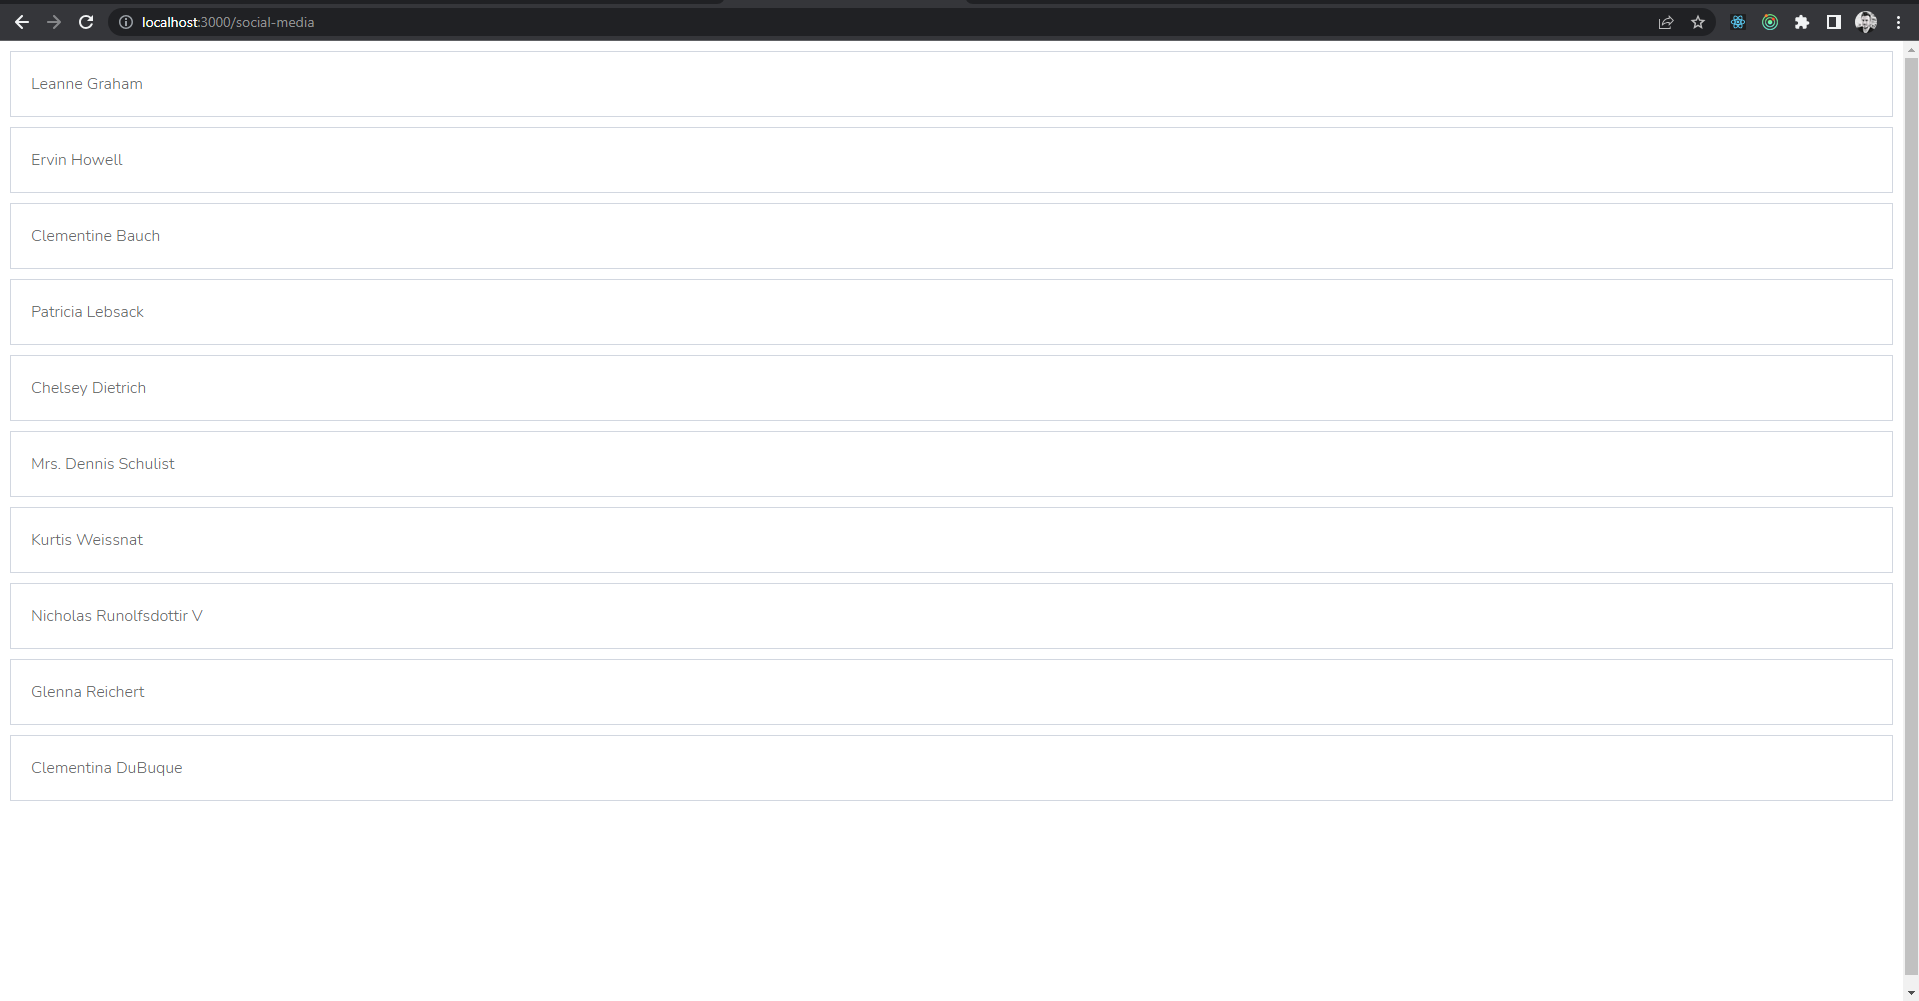 localhost:3000/social-media
Leanne Graham
Ervin Howell
Clementine Bauch
Patricia Lebsack
Chelsey Dietrich
Mrs. Dennis Schulist
Kurtis Weissnat
Nicholas Runolfsdottir V
Glenna Reichert
Clementina DuBuque